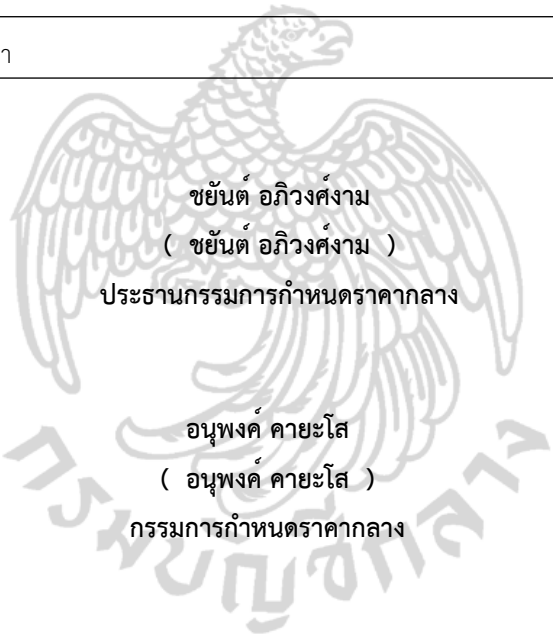 า
ชยันต์ อภิวงศ์งาม
( ชยันต์ อภิวงศ์งาม )
ประธานกรรมการกำหนดราคากลาง
อนุพงค์ คายะโส
( อนุพงค์ คายะโส )
กรรมการกำหนดราคากลาง
กรมบัญชีกลาง